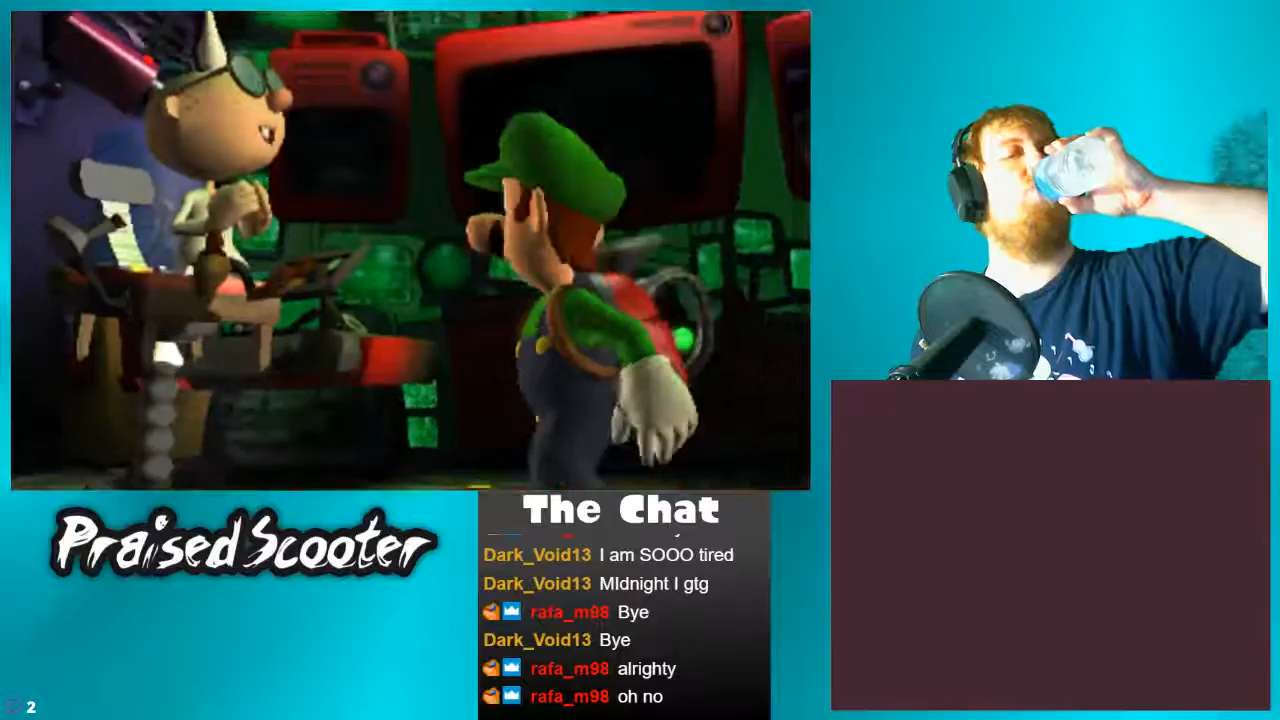 Praised Scooter
The Chat
Dark_Void13 I am SOOO tired
Dark_Void13 MIdnight I gtg
rafa_m98 Bye
Dark_Void13 Bye
rafa_m98 alrighty
rafa_m98 oh no
2